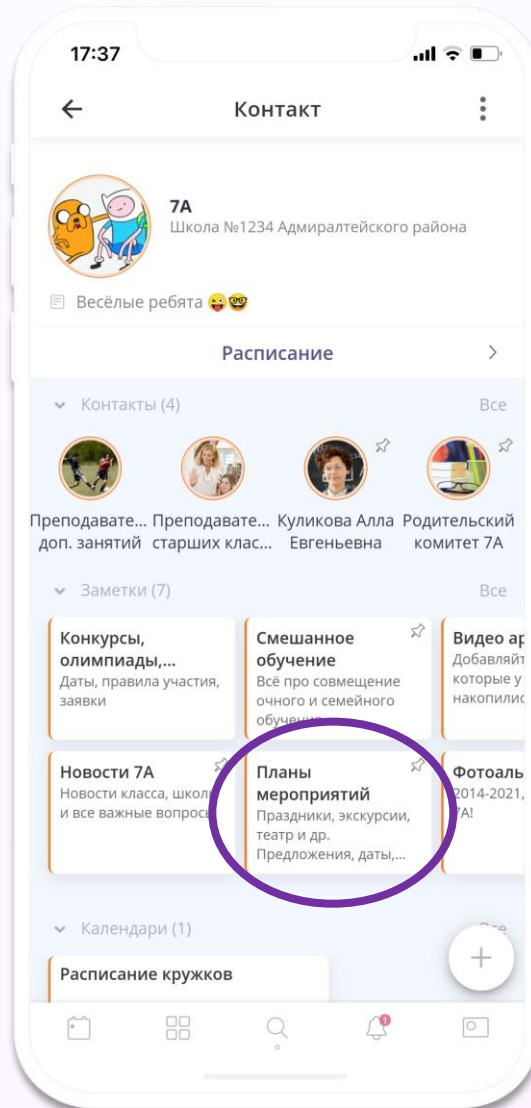 17:37
Контакт
7А
Школа №1234 Адмиралтейского района
Весёлые ребята 😜🤓
Расписание
Контакты (4)
Все
Преподавате...
доп. занятий
Преподавате...
старших клас...
Куликова Алла
Евгеньевна
Родительский
комитет 7А
Заметки (7)
Все
Конкурсы,
олимпиады,...
Даты, правила участия,
заявки
Смешанное
обучение
Всё про совмещение
очного и семейного
обучения
Видео
Добавляйт
которые у
накопилис
Новости 7А
Новости класса, школы
и все важные вопросы
Планы
мероприятий
Праздники, экскурсии,
театр и др.
Предложения, даты,...
Фотоаль
2014-2021,
7А!
Календари (1)
Все
Расписание кружков
1